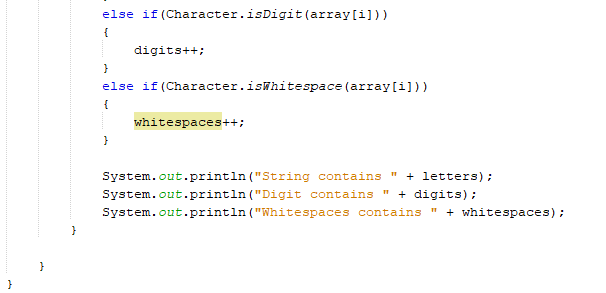 else if(Character.isDigit(array[i]))
{
digits++;
}
else if(Character.isWhitespace(array[i]))
{
whitespaces++;
}
System.out.println("String contains " + letters);
System.out.println("Digit contains " + digits);
System.out.println("Whitespaces contains " + whitespaces);
}
}
}